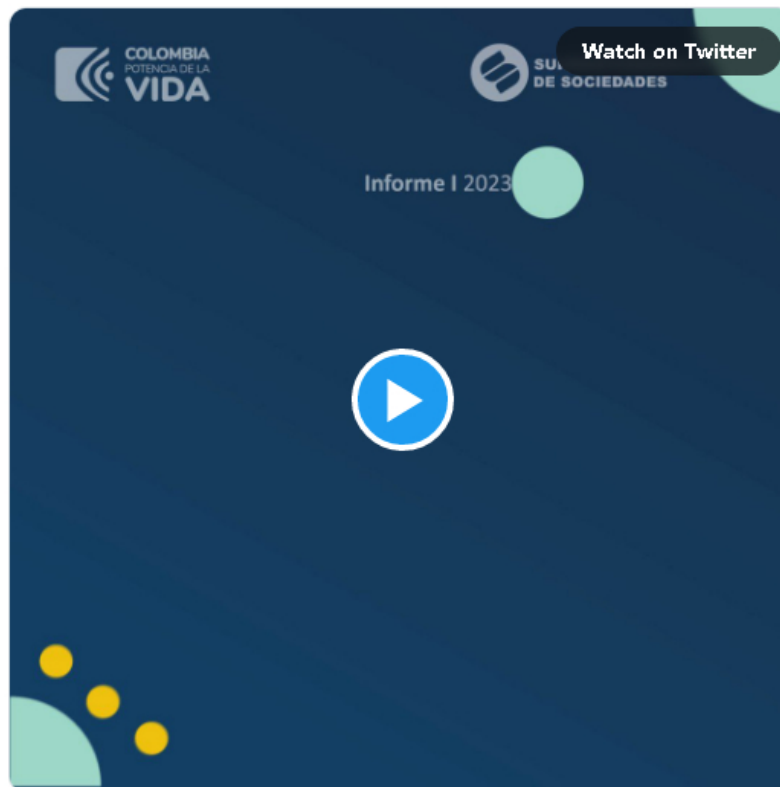 COLOMBIA
POTENCIA DE LA
VIDA
Watch on Twitter
DE SOCIEDADES
Informe I 2023